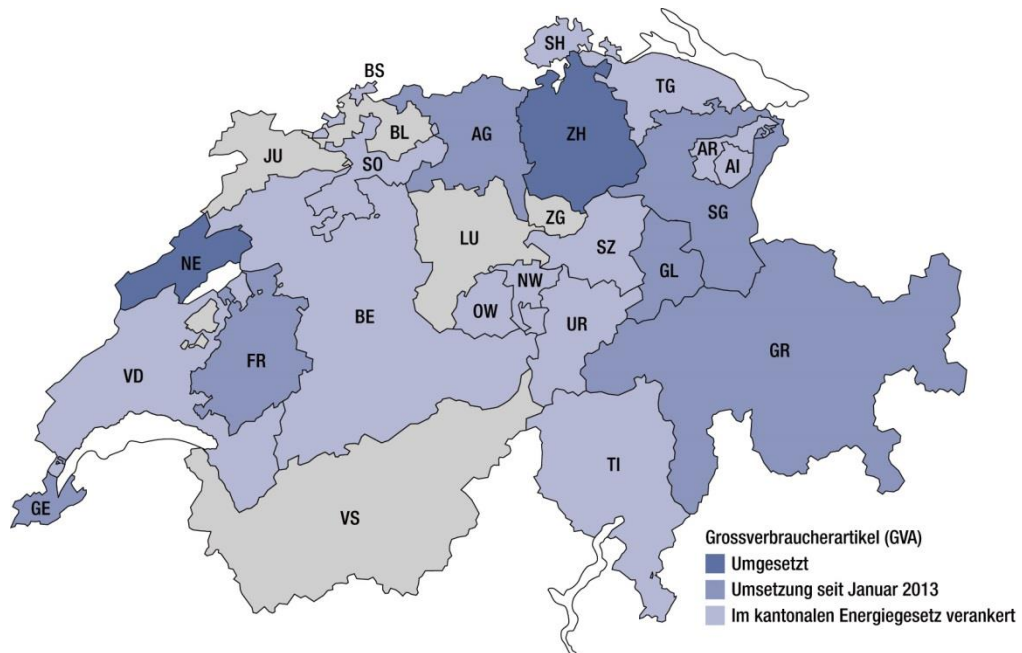 SH
BS
TG
BL
AG
ZH
JU
SO
AR
AI
ZG
SG
LU
SZ
NE
GL
NW
OW
BE
UR
GR
FR
VD
TI
GE
VS
Grossverbraucherartikel (GVA)
Umgesetzt
Umsetzung seit Januar 2013
Im kantonalen Energiegesetz verankert